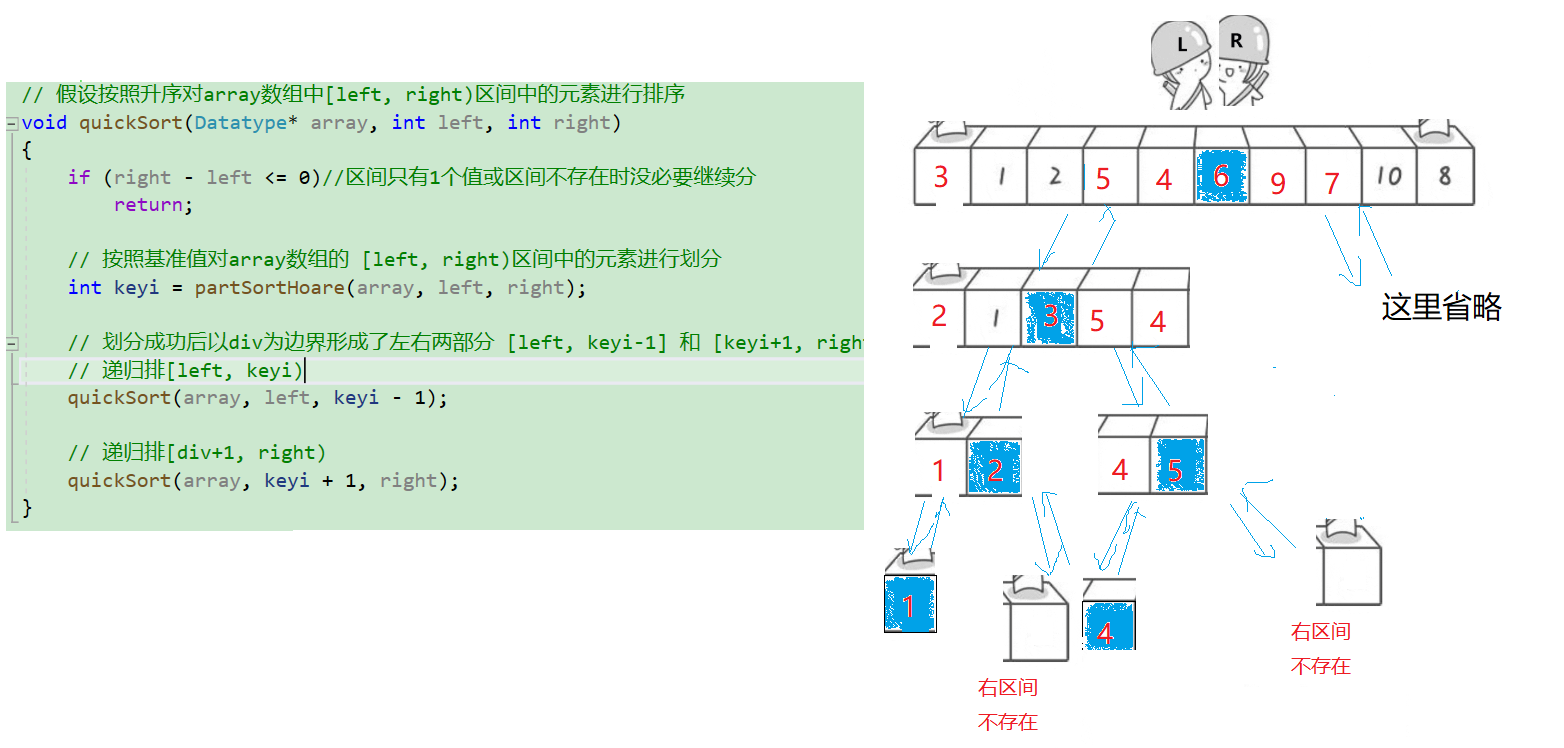 // 假设按照升序对array数组中[left, right)区间中的元素进行排序
void quickSort(Datatype* array, int left, int right)
{
if (right - left <= 0)//区间只有1个值或区间不存在时没必要继续分
return;
// 按照基准值对array数组的 [left, right)区间中的元素进行划分
int keyi = partSortHoare(array, left, right);
// 划分成功后以div为边界形成了左右两部分 [left, keyi-1] 和 [keyi+1, righ
// 递归排[left, keyi)
quickSort(array, left, keyi - 1);
// 递归排[div+1, right)
quickSort(array, keyi + 1, right);
}
L R
3 1 2 5 4 6 9 7 10 8
2 1 3 5 4
这里省略
1 2 4 5
1 4
右区间
不存在
右区间
不存在